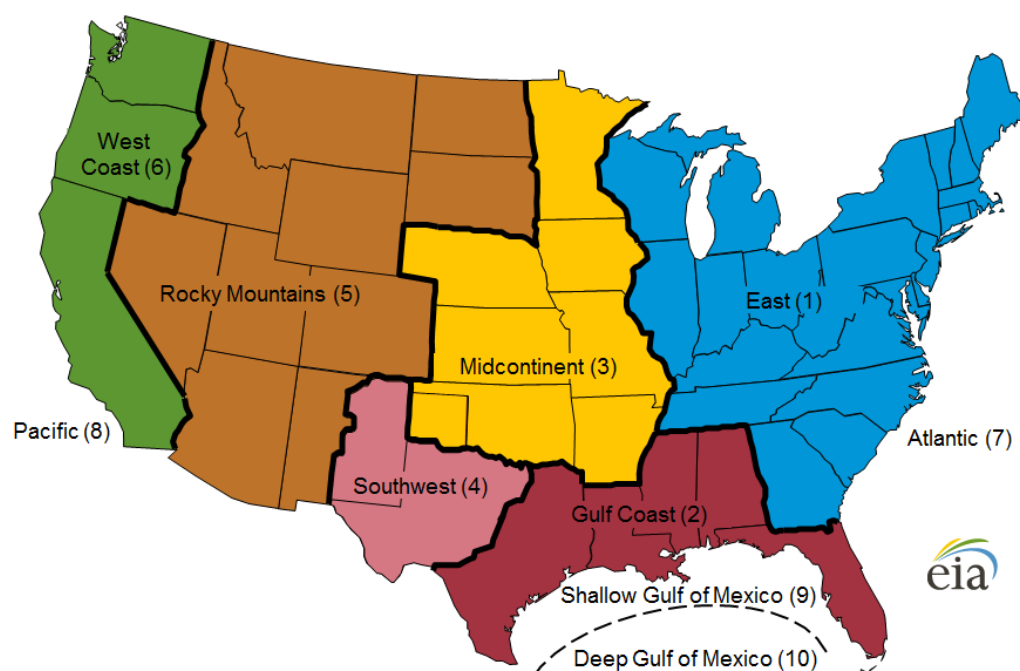 West
Coast (6)
Rocky Mountains (5)
East (1)
Midcontinent (3)
Pacific (8)
Atlantic (7)
Southwest (4)
Gulf Coast (2)
eia
Shallow Gulf of Mexico (9)
Deep Gulf of Mexico (10)